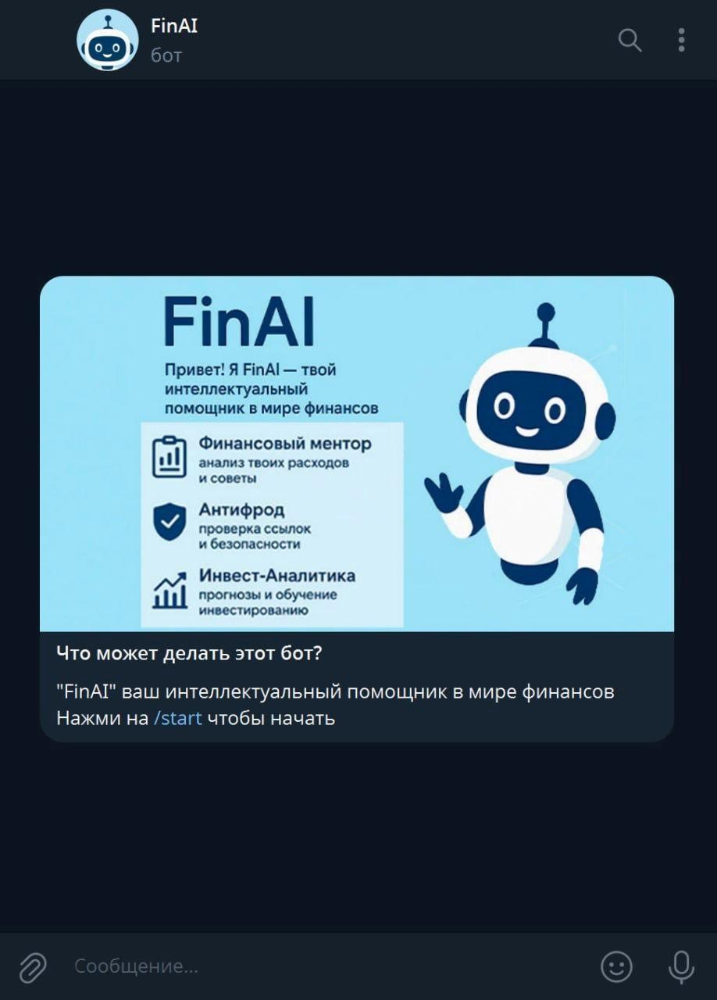 FinAI
бот
FinAI
Привет! Я FinAI — твой
интеллектуальный
помощник в мире финансов
Финансовый ментор
анализ твоих расходов
и советы
Антифрод
проверка ссылок
и безопасности
Инвест-Аналитика
прогнозы и обучение
инвестированию
Что может делать этот бот?
"FinAI" ваш интеллектуальный помощник в мире финансов
Нажми на /start чтобы начать
Сообщение...